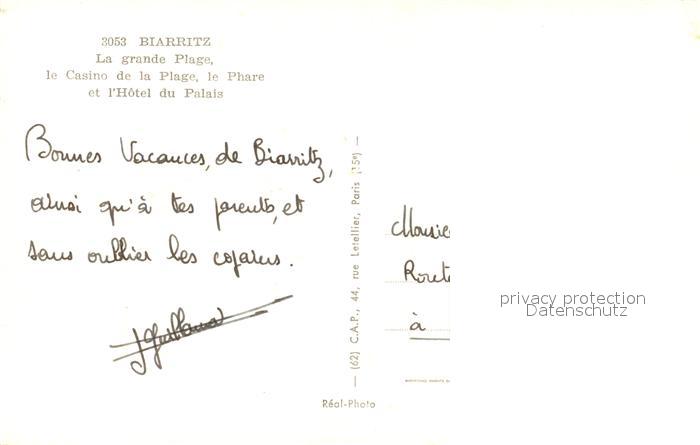 3053 BIARRITZ
La grande Plage,
le Casino de la Plage, le Phare
et l'Hôtel du Palais
Bonnes Vacances, de Biarritz,
ainsi qu'à tes parents, et
sans oublier les copains.
— (62) C.A.P., 44, rue Letellier, Paris (15e) —
Réal-Photo
Monsie
Route
à
privacy protection
Datenschutz